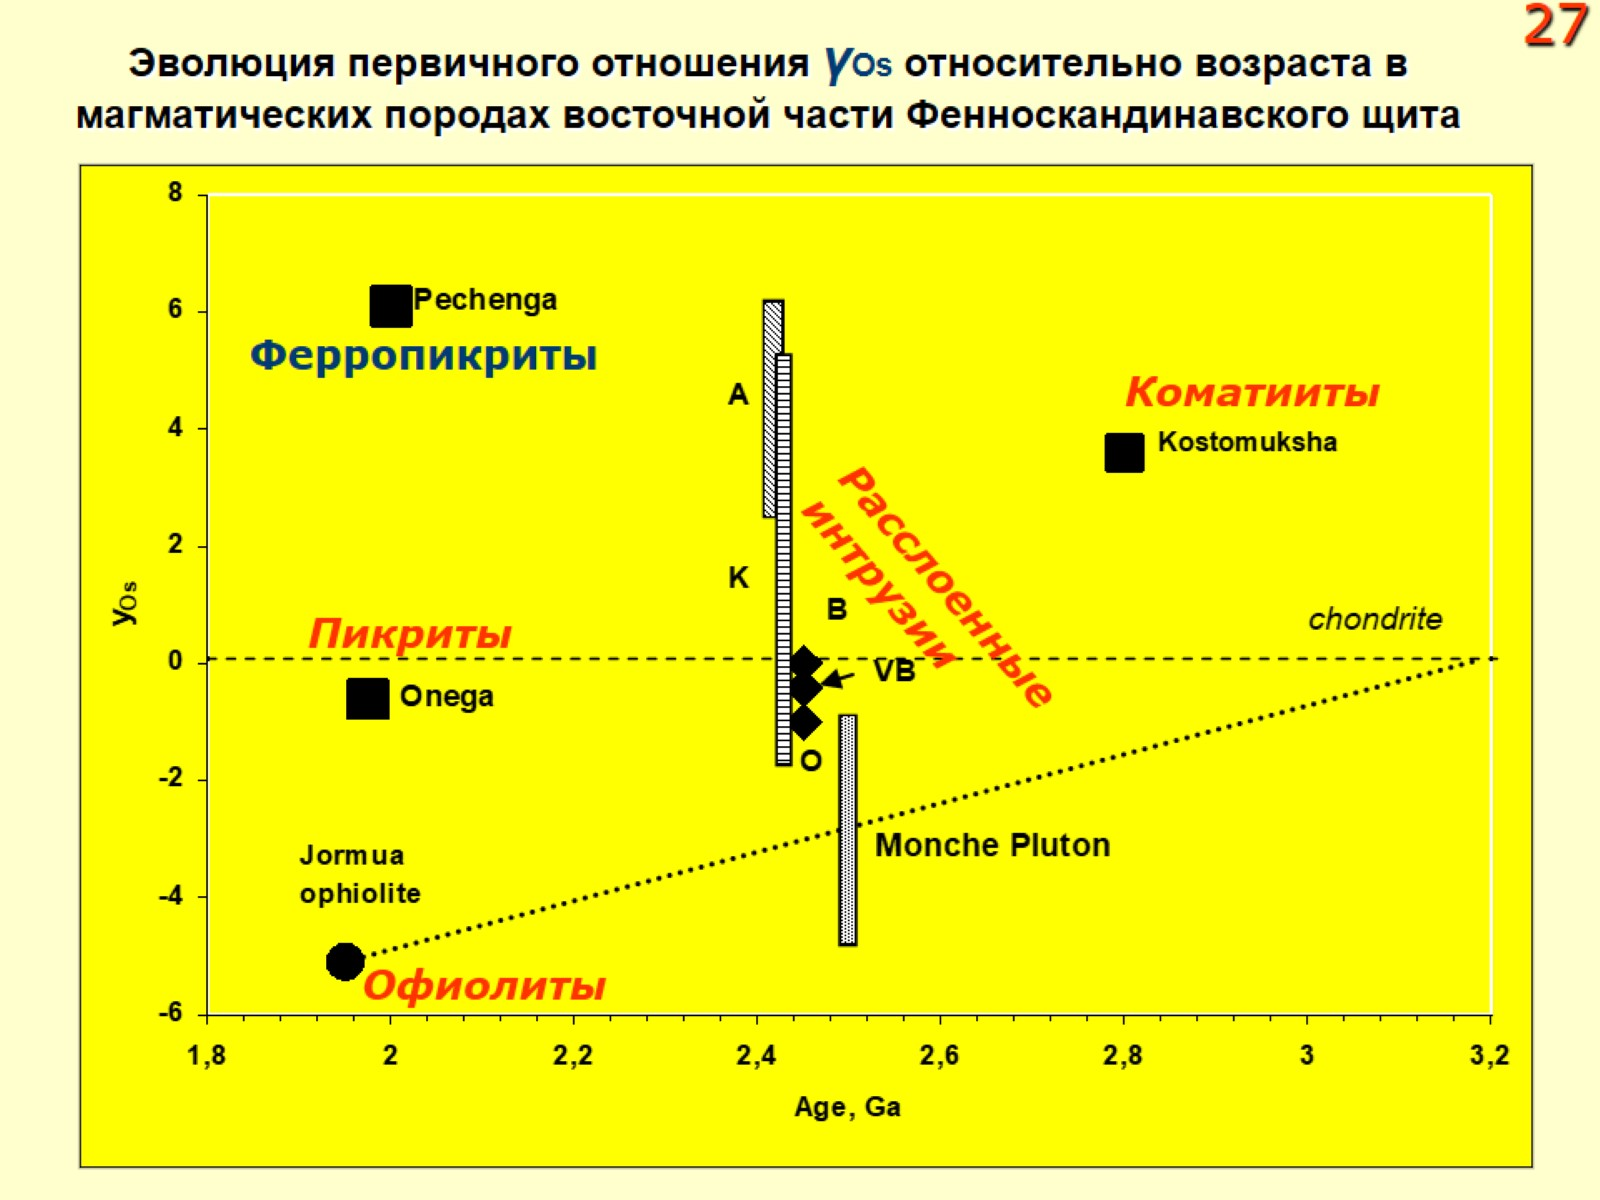 27
Эволюция первичного отношения γOs относительно возраста в
магматических породах восточной части Фенноскандинавского щита
8
6
4
2
0
-2
-4
-6
γOs
Pechenga
Ферропикриты
A
K
Коматииты
Kostomuksha
Расслоенные
интрузии
B
chondrite
Пикриты
Onega
VB
O
Monche Pluton
Jormua
ophiolite
Офиолиты
1,8 2 2,2 2,4 2,6 2,8 3 3,2
Age, Ga